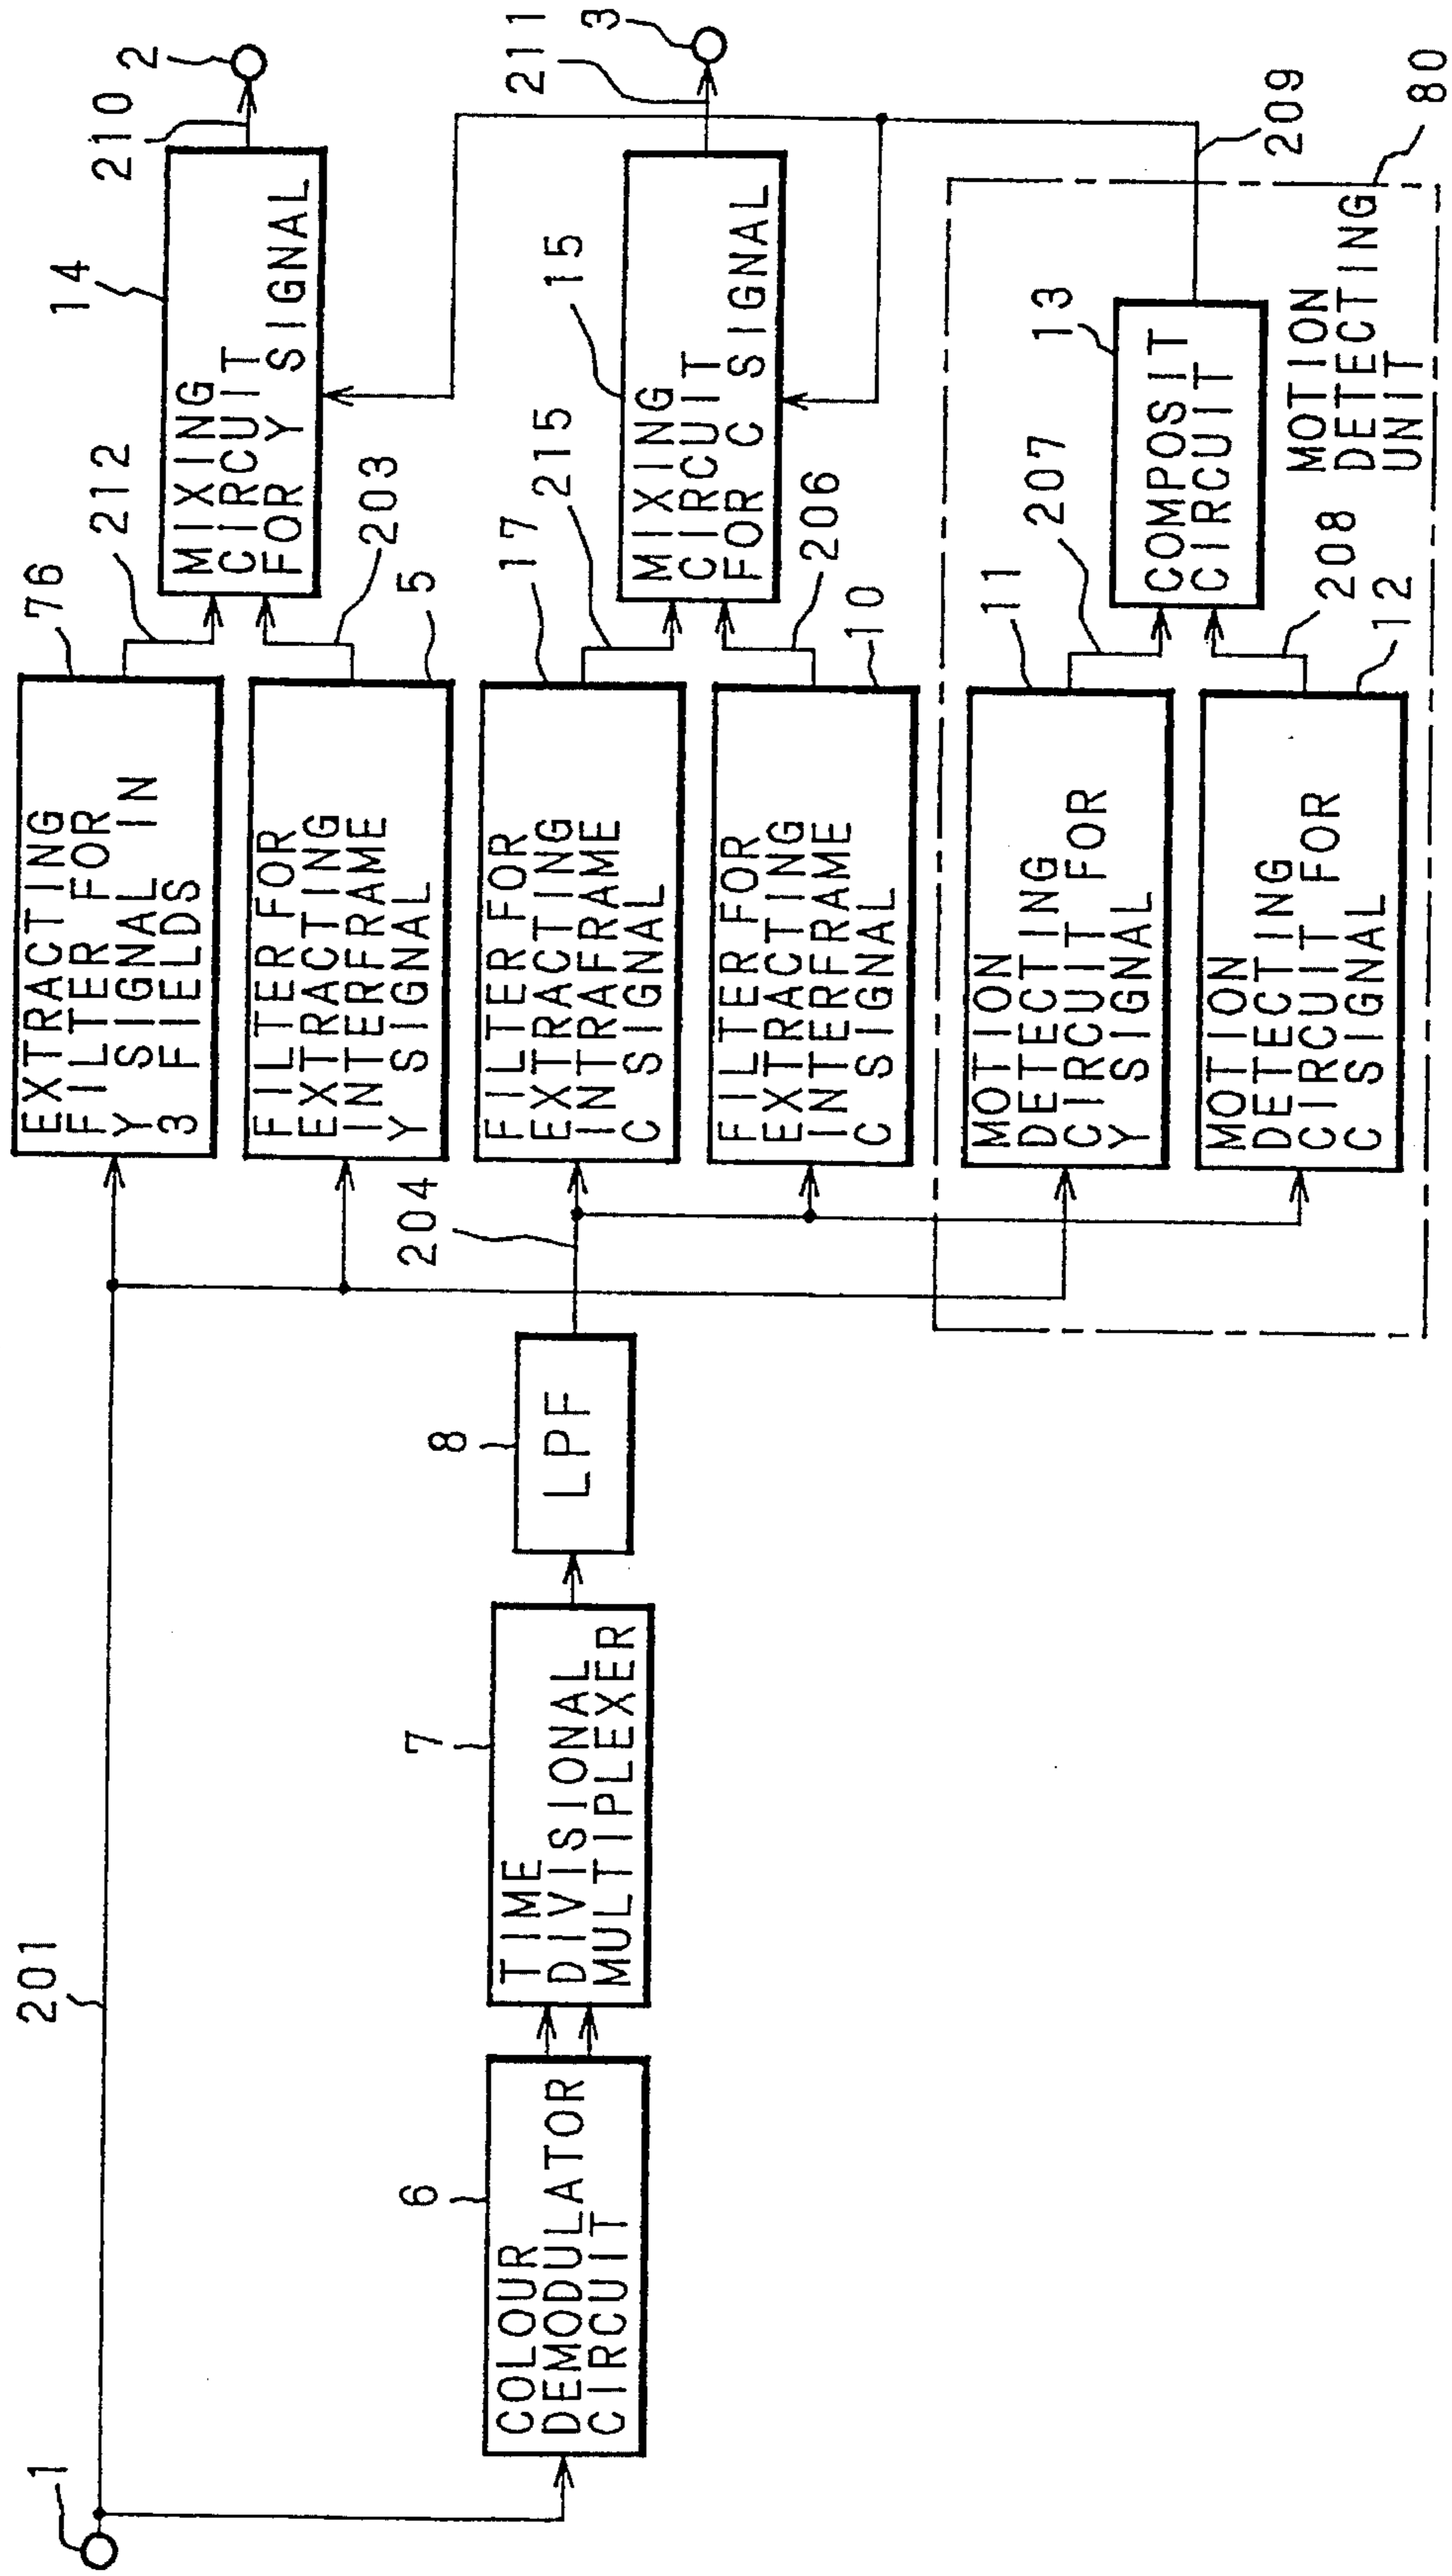 1
201
6
COLOUR
DEMODULATOR
CIRCUIT
7
TIME
DIVISIONAL
MULTIPLEXER
8
LPF
204
76
EXTRACTING
FILTER FOR
Y SIGNAL IN
3 FIELDS
212
5
FILTER FOR
EXTRACTING
INTERFRAME
Y SIGNAL
203
14
MIXING
CIRCUIT
FOR Y SIGNAL
210
2
17
FILTER FOR
EXTRACTING
INTRAFRAME
C SIGNAL
215
10
FILTER FOR
EXTRACTING
INTERFRAME
C SIGNAL
206
15
MIXING
CIRCUIT
FOR C SIGNAL
211
3
11
MOTION
DETECTING
CIRCUIT FOR
Y SIGNAL
207
12
MOTION
DETECTING
CIRCUIT FOR
C SIGNAL
208
13
COMPOSIT
CIRCUIT
209
MOTION
DETECTING
UNIT
80